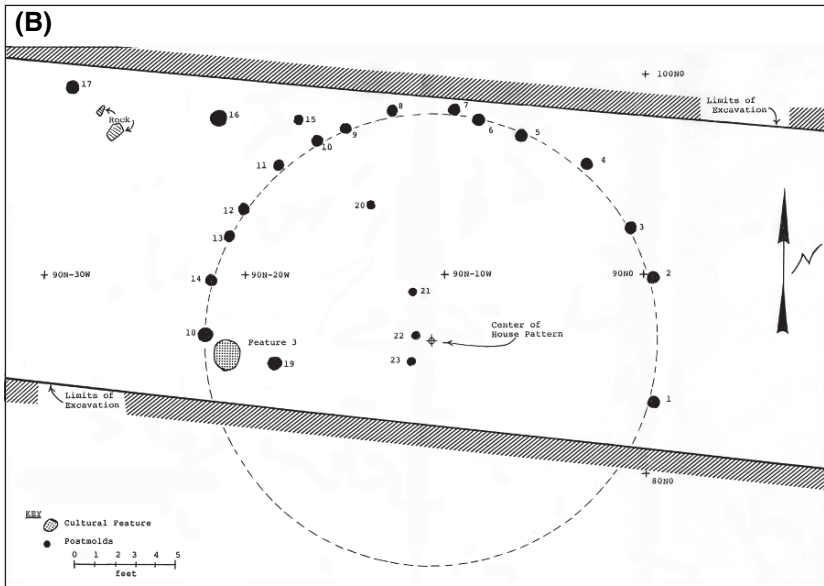 (B)
100N0
Limits of
Excavation
17
Rock
16
15
8
7
6
5
9
10
4
11
12
20
3
13
90N-30W
90N-20W
90N-10W
90N0
2
14
21
18
Feature 3
22
Center of
House Pattern
19
23
1
Limits of
Excavation
80N0
N
KEY
Cultural Feature
Postmolds
0 1 2 3 4 5
feet